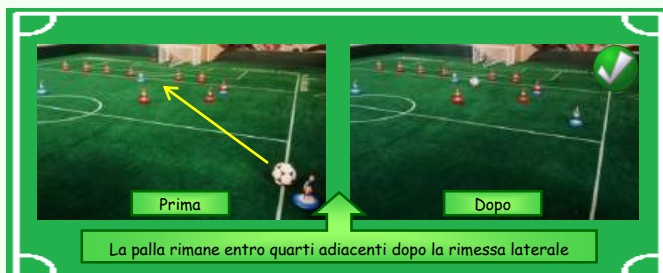 Prima
Dopo
La palla rimane entro quarti adiacenti dopo la rimessa laterale